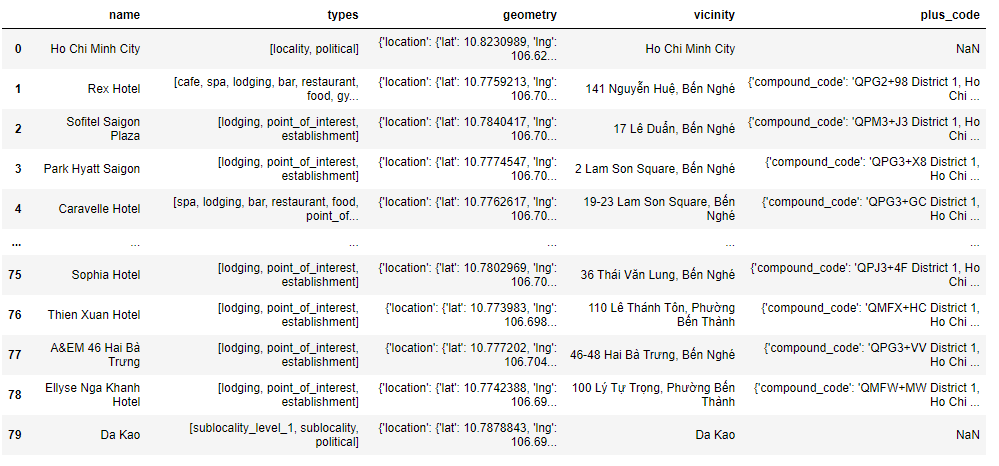 name types geometry vicinity plus_code
0 Ho Chi Minh City [locality, political] {'location': {'lat': 10.8230989, 'lng': 106.62... Ho Chi Minh City NaN
1 Rex Hotel [cafe, spa, lodging, bar, restaurant, food, gy... {'location': {'lat': 10.7759213, 'lng': 106.70... 141 Nguyễn Huệ, Bến Nghé {'compound_code': 'QPG2+98 District 1, Ho Chi ...
2 Sofitel Saigon Plaza [lodging, point_of_interest, establishment] {'location': {'lat': 10.7840417, 'lng': 106.70... 17 Lê Duẩn, Bến Nghé {'compound_code': 'QPM3+J3 District 1, Ho Chi ...
3 Park Hyatt Saigon [lodging, point_of_interest, establishment] {'location': {'lat': 10.7774547, 'lng': 106.70... 2 Lam Son Square, Bến Nghé {'compound_code': 'QPG3+X8 District 1, Ho Chi ...
4 Caravelle Hotel [spa, lodging, bar, restaurant, food, point_of... {'location': {'lat': 10.7762617, 'lng': 106.70... 19-23 Lam Son Square, Bến Nghé {'compound_code': 'QPG3+GC District 1, Ho Chi ...
... ... ... ... ... ...
75 Sophia Hotel [lodging, point_of_interest, establishment] {'location': {'lat': 10.7802969, 'lng': 106.70... 36 Thái Văn Lung, Bến Nghé {'compound_code': 'QPJ3+4F District 1, Ho Chi ...
76 Thien Xuan Hotel [lodging, point_of_interest, establishment] {'location': {'lat': 10.773983, 'lng': 106.698... 110 Lê Thánh Tôn, Phường Bến Thành {'compound_code': 'QMFX+HC District 1, Ho Chi ...
77 A&EM 46 Hai Bà Trưng [lodging, point_of_interest, establishment] {'location': {'lat': 10.777202, 'lng': 106.704... 46-48 Hai Bà Trưng, Bến Nghé {'compound_code': 'QPG3+VV District 1, Ho Chi ...
78 Ellyse Nga Khanh Hotel [lodging, point_of_interest, establishment] {'location': {'lat': 10.7742388, 'lng': 106.69... 100 Lý Tự Trọng, Phường Bến Thành {'compound_code': 'QMFW+MW District 1, Ho Chi ...
79 Da Kao [sublocality_level_1, sublocality, political] {'location': {'lat': 10.7878843, 'lng': 106.69... Da Kao NaN